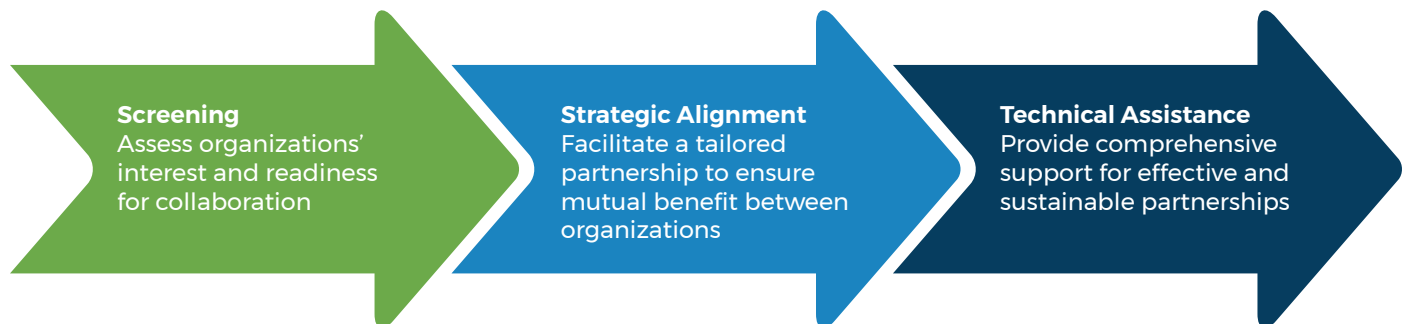 Screening
Assess organizations’
interest and readiness
for collaboration
Strategic Alignment
Facilitate a tailored
partnership to ensure
mutual benefit between
organizations
Technical Assistance
Provide comprehensive
support for effective and
sustainable partnerships